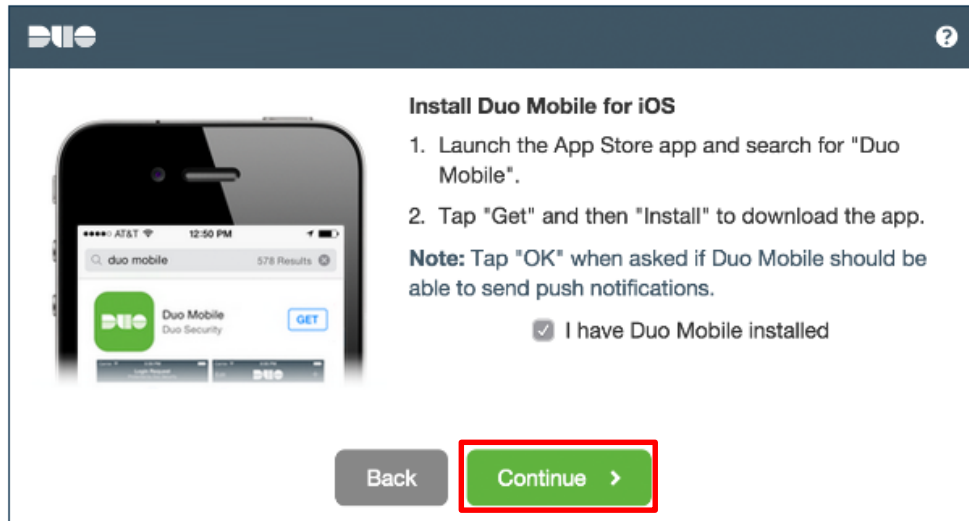 DUO
?
Install Duo Mobile for iOS
1. Launch the App Store app and search for "Duo
Mobile".
2. Tap "Get" and then "Install" to download the app.
Note: Tap "OK" when asked if Duo Mobile should be
able to send push notifications.
I have Duo Mobile installed
AT&T 12:50 PM
duo mobile 578 Results
DUO
Duo Mobile
Duo Security
GET
Login Request
DUO
Back
Continue >